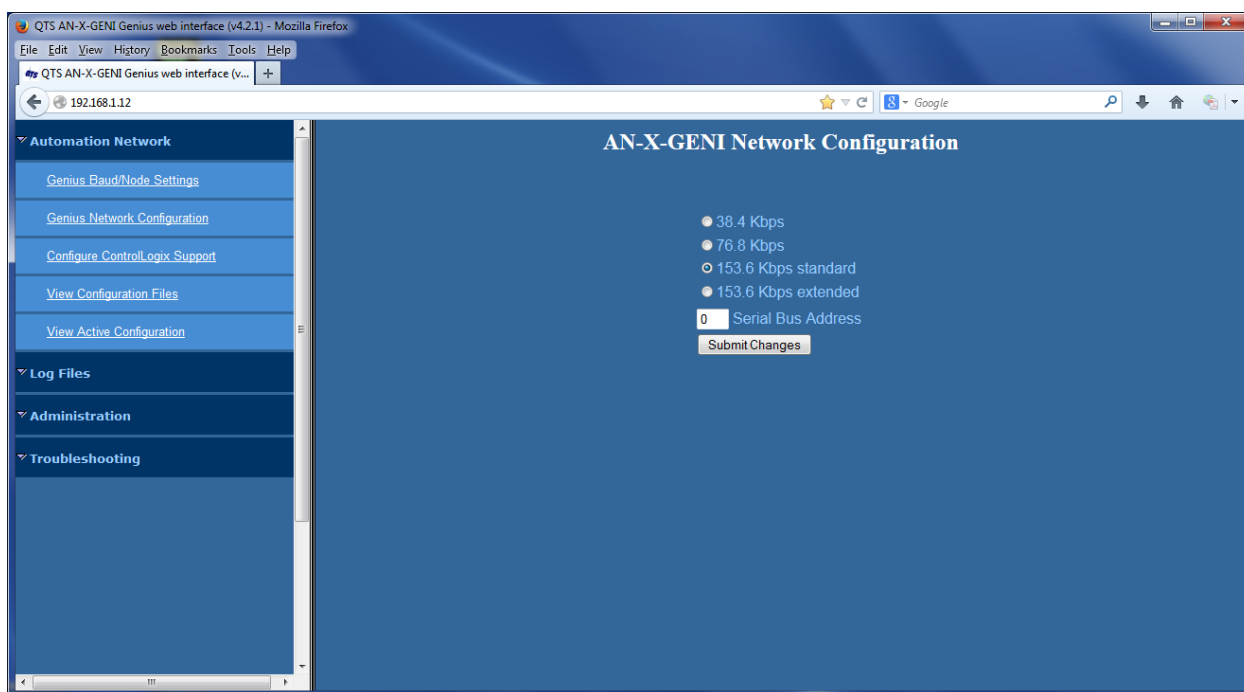 QTS AN-X-GENI Genius web interface (v4.2.1) - Mozilla Firefox
File Edit View History Bookmarks Tools Help
QTS AN-X-GENI Genius web interface (v... +
192.168.1.12
Google
Automation Network
Genius Baud/Node Settings
Genius Network Configuration
Configure ControlLogix Support
View Configuration Files
View Active Configuration
Log Files
Administration
Troubleshooting
AN-X-GENI Network Configuration
38.4 Kbps
76.8 Kbps
153.6 Kbps standard
153.6 Kbps extended
0 Serial Bus Address
Submit Changes